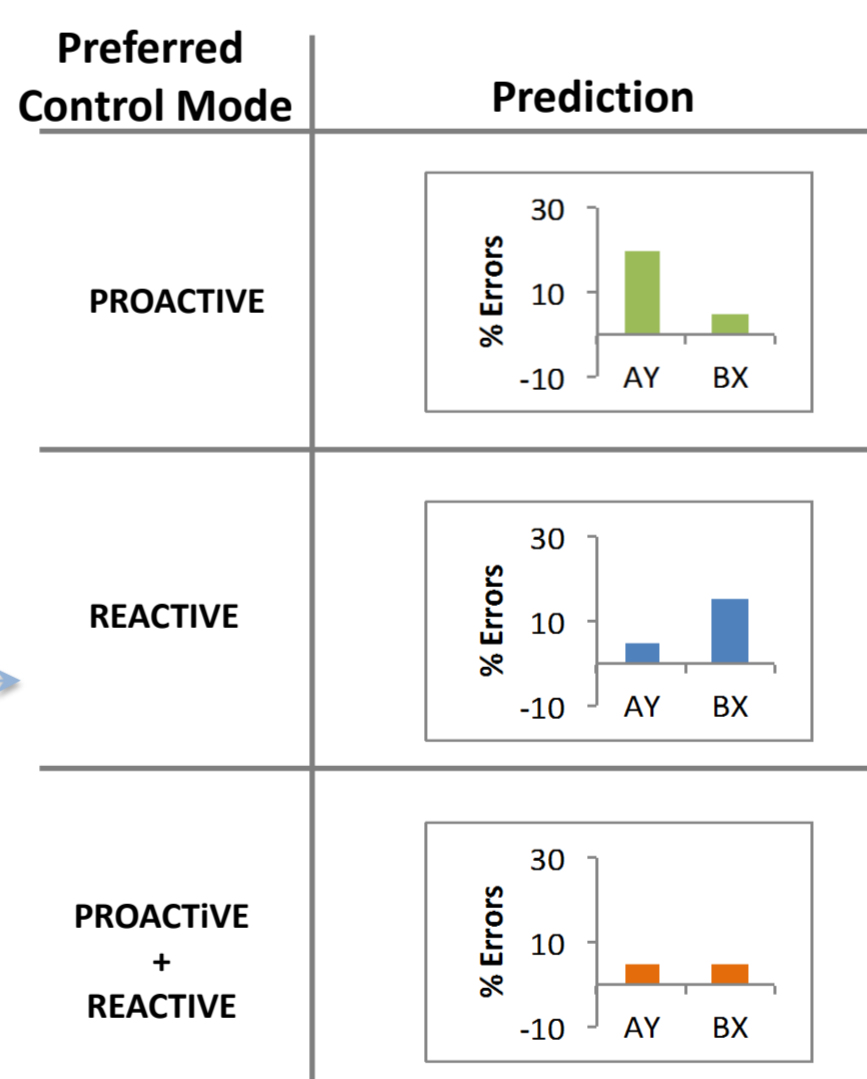 Preferred
Control Mode
Prediction
PROACTIVE
% Errors
30
10
-10
AY BX
REACTIVE
% Errors
30
10
-10
AY BX
PROACTiVE
+
REACTIVE
% Errors
30
10
-10
AY BX